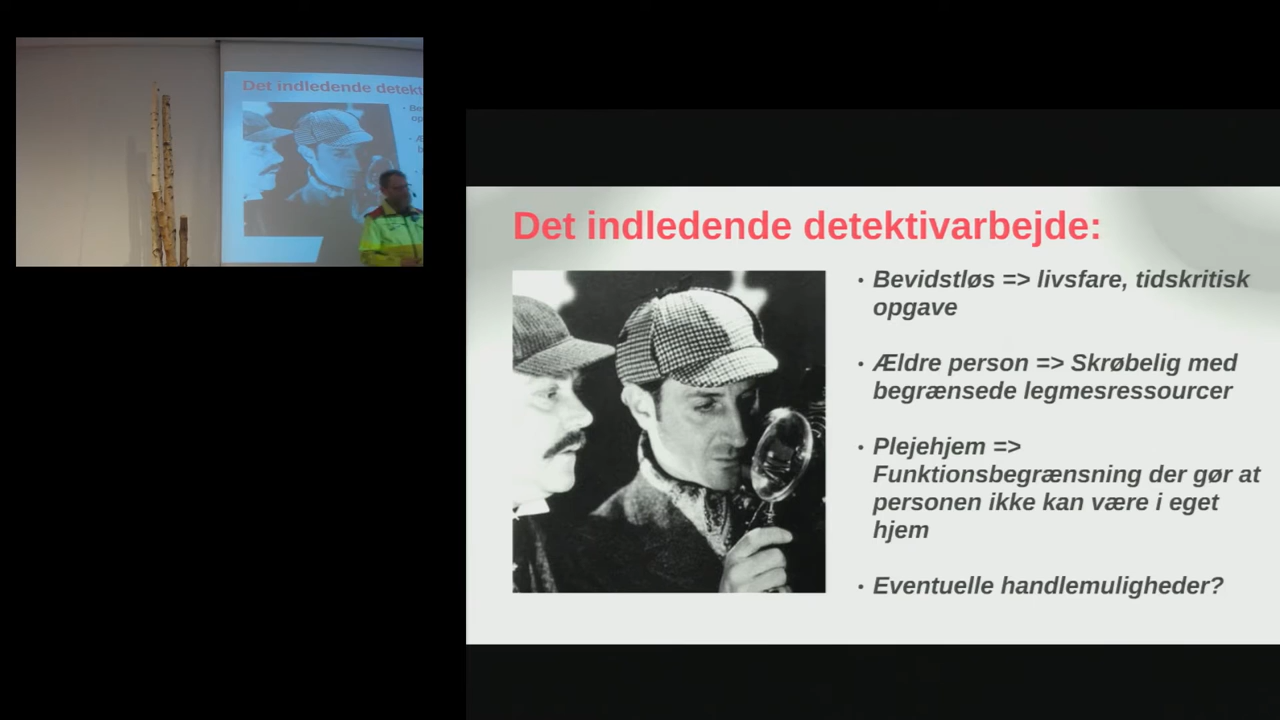 Det indledende detekt
Det indledende detektivarbejde:
• Bevidstløs => livsfare, tidskritisk
opgave
• Ældre person => Skrøbelig med
begrænsede legmesressourcer
• Plejehjem =>
Funktionsbegrænsning der gør at
personen ikke kan være i eget
hjem
• Eventuelle handlemuligheder?